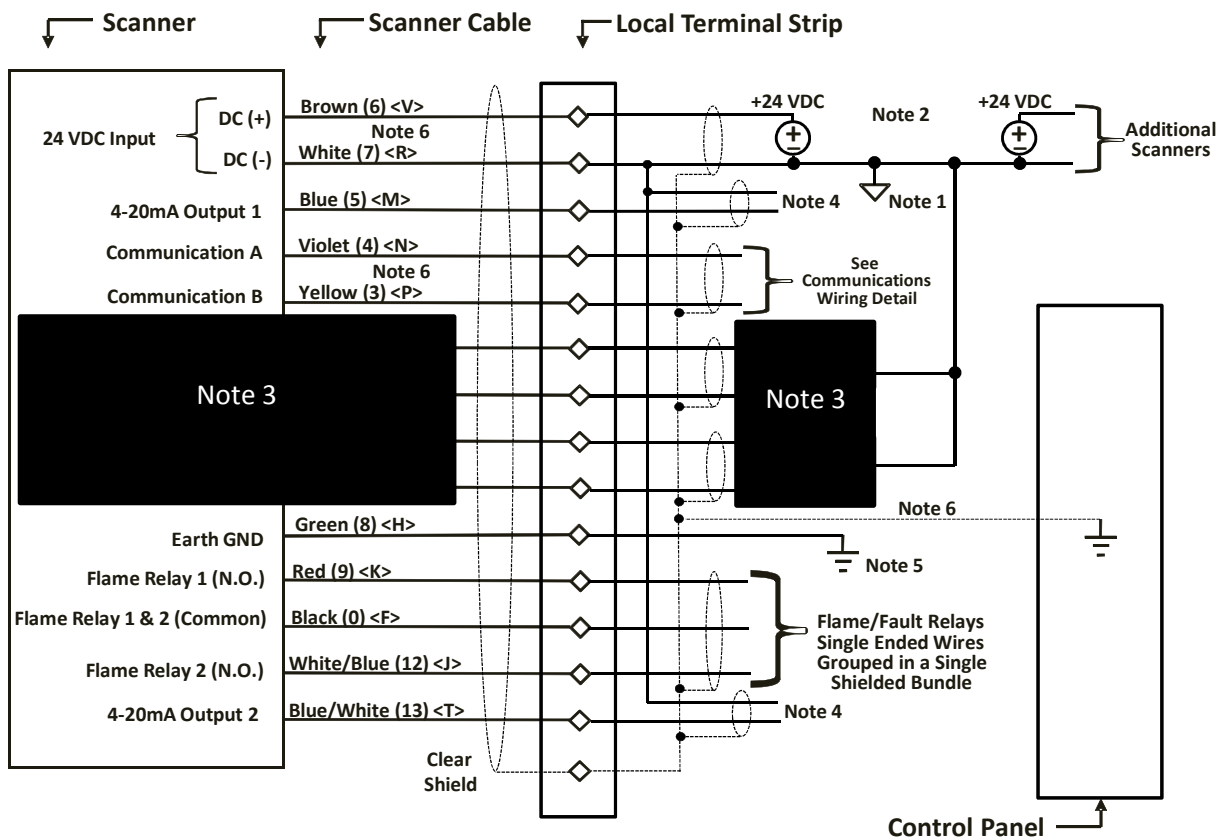 Scanner
Scanner Cable
Local Terminal Strip
24 VDC Input
DC (+)
DC (-)
Brown (6) <V>
Note 6
White (7) <R>
+24 VDC
Note 2
+24 VDC
Additional
Scanners
4-20mA Output 1
Blue (5) <M>
Note 4
Note 1
Communication A
Violet (4) <N>
Note 6
Communication B
Yellow (3) <P>
See
Communications
Wiring Detail
Note 3
Note 3
Note 6
Earth GND
Green (8) <H>
Note 5
Flame Relay 1 (N.O.)
Red (9) <K>
Flame Relay 1 & 2 (Common)
Black (0) <F>
Flame Relay 2 (N.O.)
White/Blue (12) <J>
Flame/Fault Relays
Single Ended Wires
Grouped in a Single
Shielded Bundle
4-20mA Output 2
Blue/White (13) <T>
Note 4
Clear
Shield
Control Panel